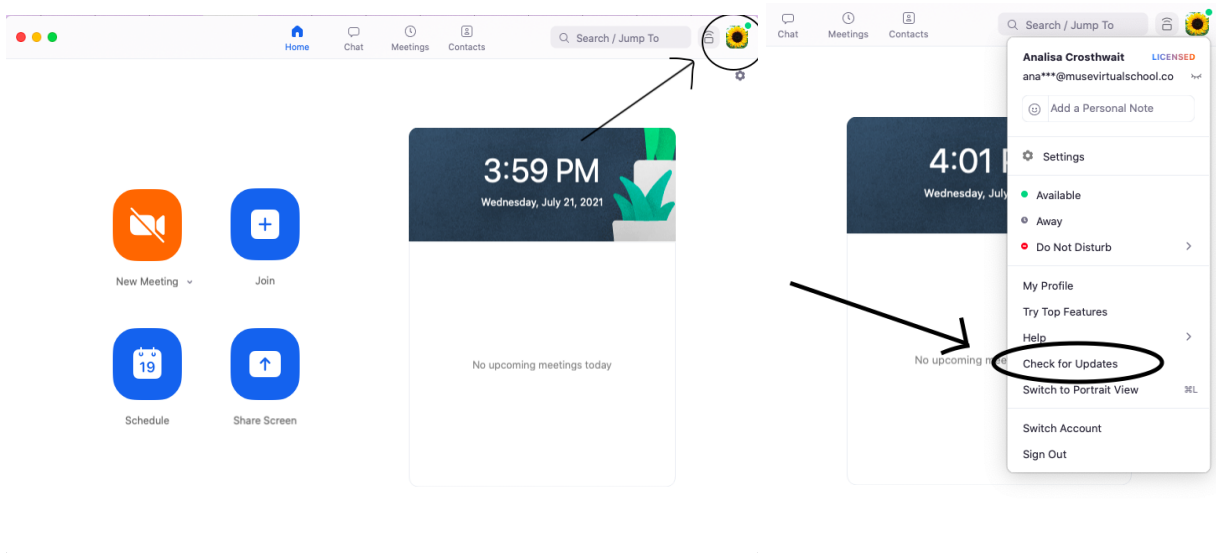 Home
Chat
Meetings
Contacts
Search / Jump To
3:59 PM
Wednesday, July 21, 2021
New Meeting
Join
19
Schedule
Share Screen
No upcoming meetings today
Chat
Meetings
Contacts
Search / Jump To
4:01
Wednesday, July
No upcoming mee
Analisa Crosthwait LICENSED
ana***@musevirtualschool.co
Add a Personal Note
Settings
Available
Away
Do Not Disturb
My Profile
Try Top Features
Help
Check for Updates
Switch to Portrait View ⌘L
Switch Account
Sign Out